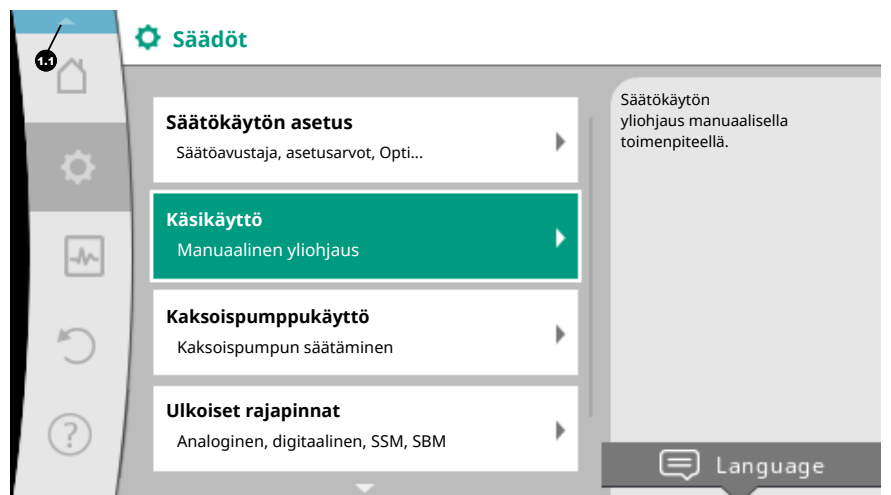 1.1
Säädöt
Säätökäytön asetus
Säätöavustaja, asetusarvot, Opti...
Käsikäyttö
Manuaalinen yliohjaus
Kaksoispumppukäyttö
Kaksoispumpun säätäminen
Ulkoiset rajapinnat
Analoginen, digitaalinen, SSM, SBM
Säätökäytön
yliohjaus manuaalisella
toimenpiteellä.
?
Language